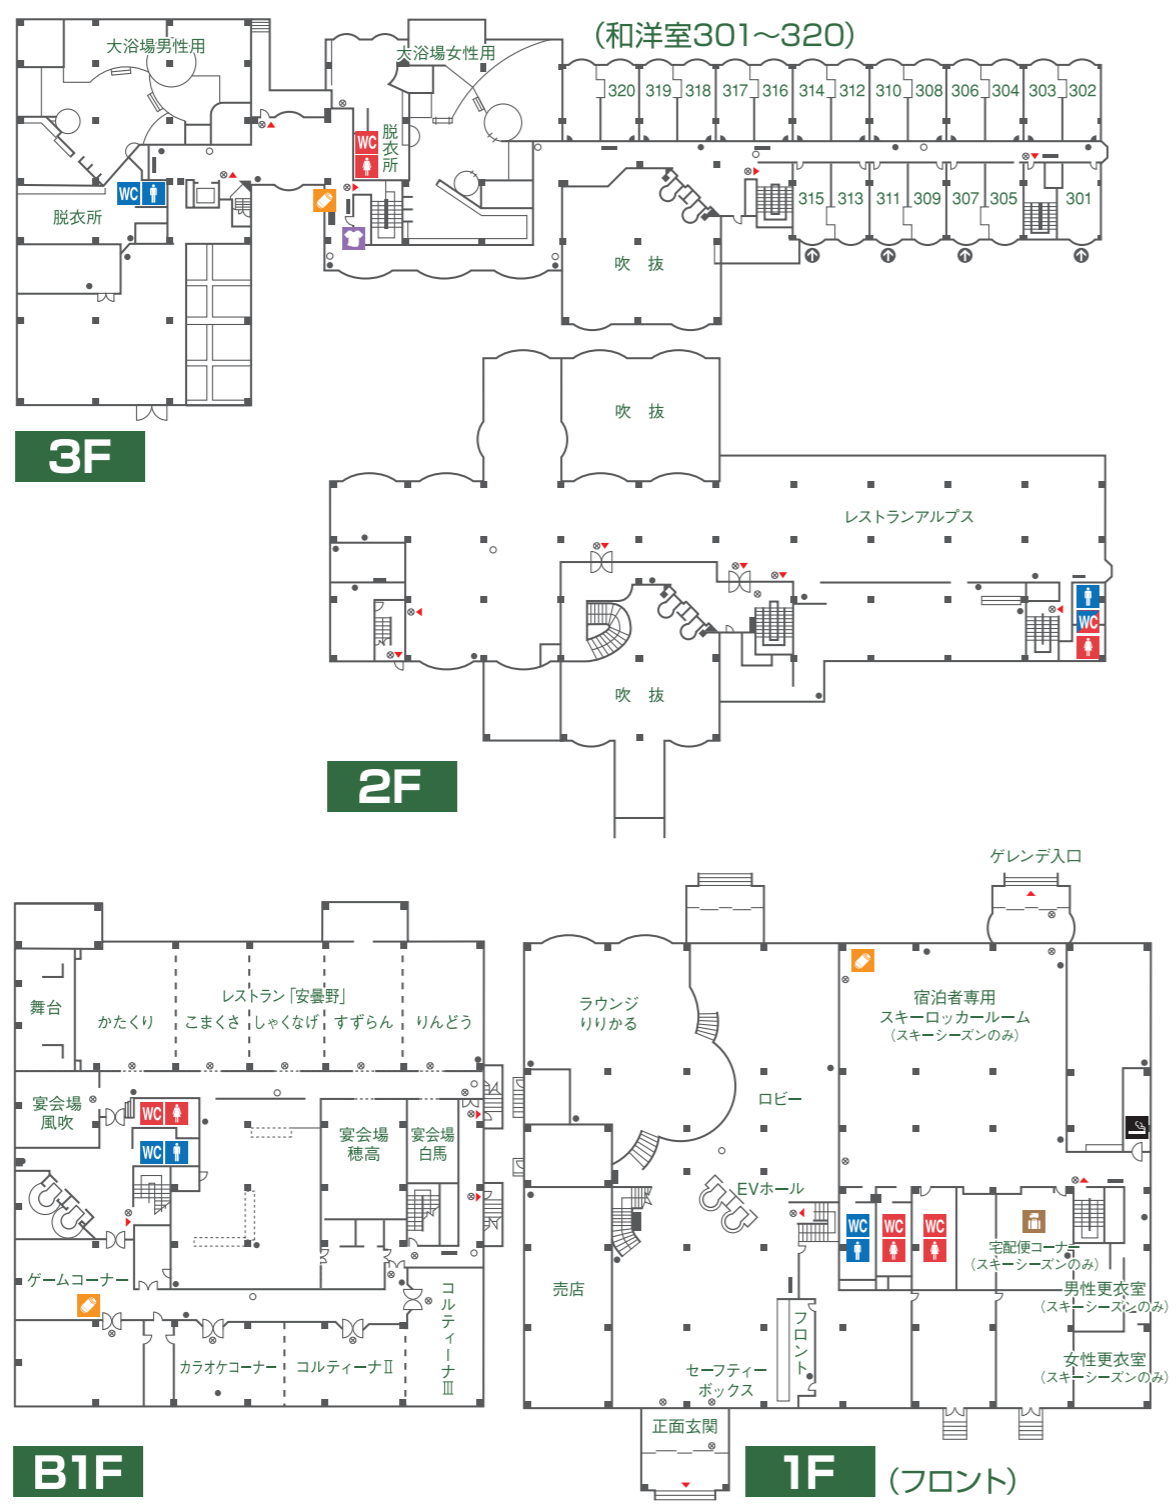 (和洋室301～320)
大浴場男性用
大浴場女性用
320 319 318 317 316 314 312 310 308 306 304 303 302
WC
脱衣所
WC
脱衣所
315 313 311 309 307 305 301
吹 抜
3F
吹 抜
レストランアルプス
WC
吹 抜
2F
舞台
レストラン「安曇野」
かたくり こまくさ しゃくなげ すずらん りんどう
宴会場
風吹
WC
WC
宴会場
穂高
宴会場
白馬
ゲームコーナー
カラオケコーナー
コルティーナⅡ
コルティーナⅢ
B1F
ゲレンデ入口
ラウンジ
りりかる
宿泊者専用
スキーロッカールーム
(スキーシーズンのみ)
ロビー
EVホール
WC WC WC
宅配便コーナー
(スキーシーズンのみ)
売店
男性更衣室
(スキーシーズンのみ)
フロント
女性更衣室
(スキーシーズンのみ)
セーフティー
ボックス
正面玄関
1F (フロント)